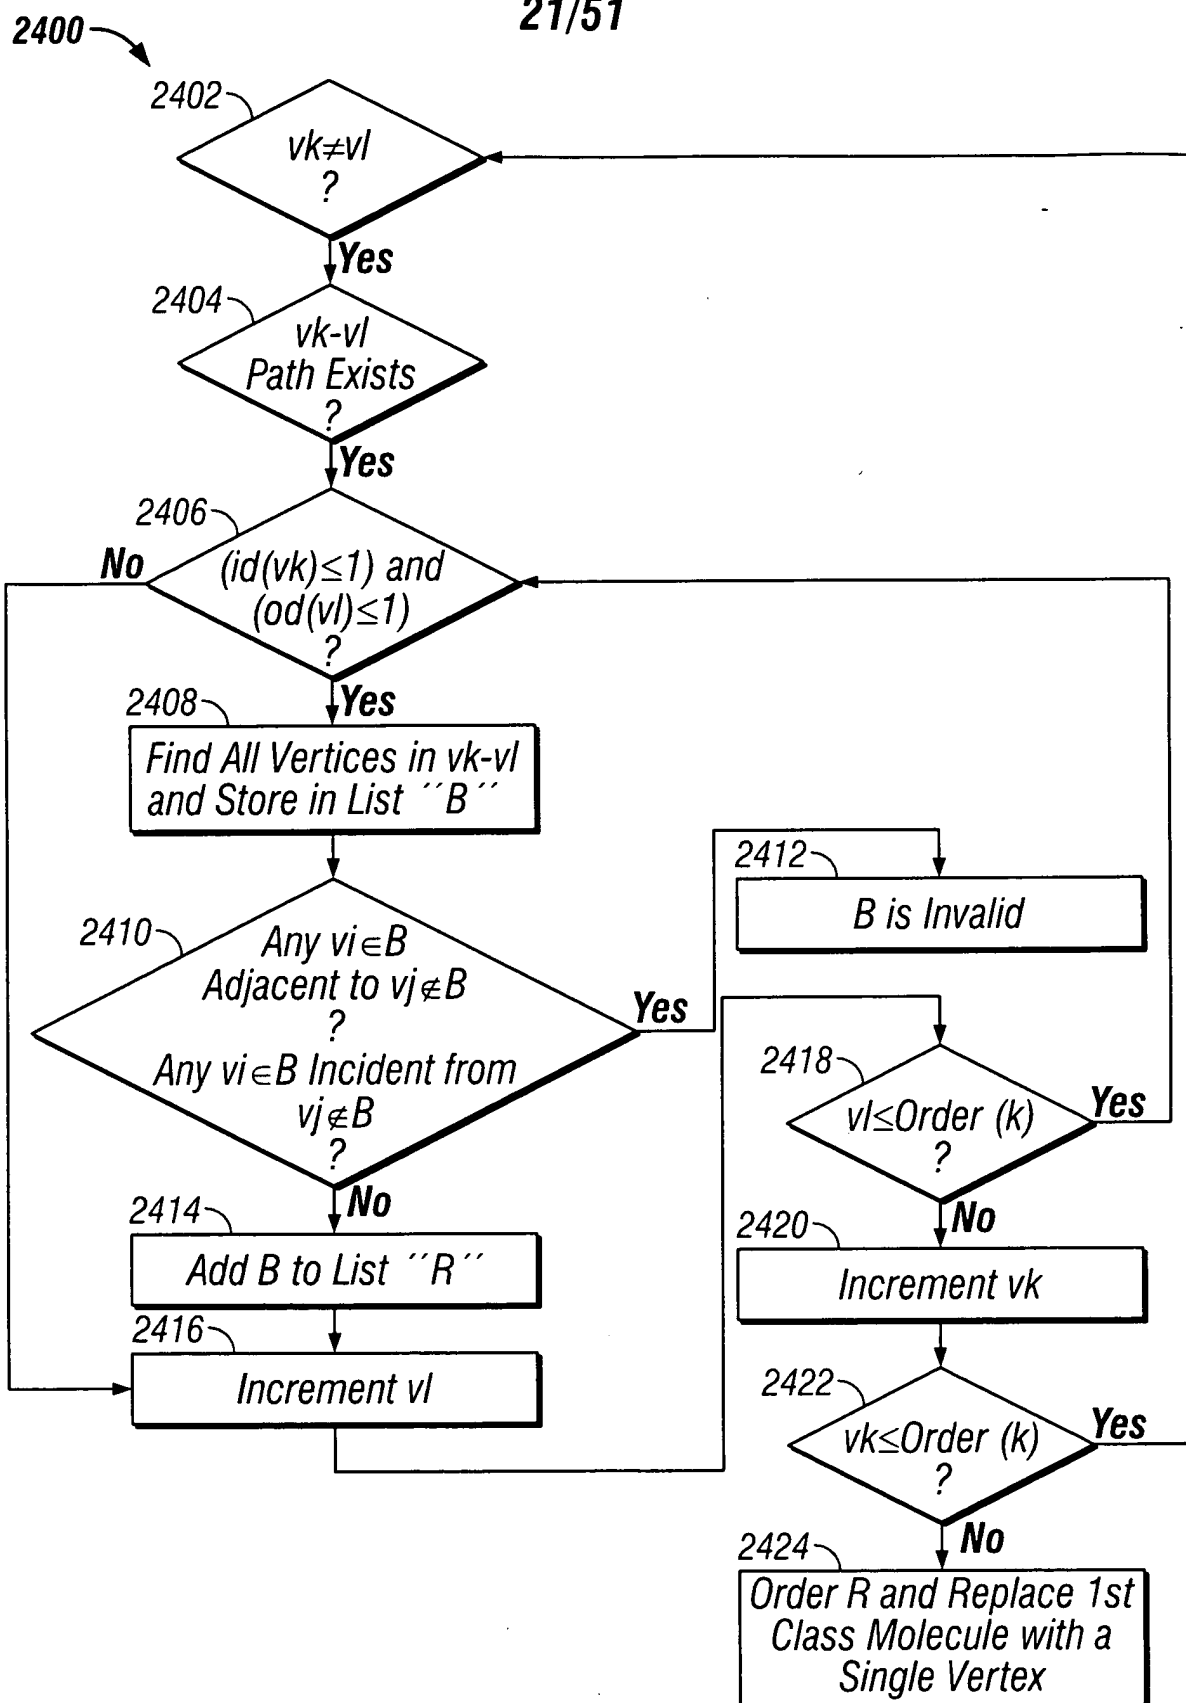 21/51
2400
2402
vk≠vl
?
Yes
2404
vk-vl
Path Exists
?
Yes
2406
No
(id(vk)≤1) and
(od(vl)≤1)
?
Yes
2408
Find All Vertices in vk-vl
and Store in List ´´B´´
2410
Any vi∈B
Adjacent to vj∉B
?
Any vi∈B Incident from
vj∉B
?
Yes
No
2412
B is Invalid
2414
Add B to List ´´R´´
2416
Increment vl
2418
vl≤Order (k)
?
Yes
No
2420
Increment vk
2422
vk≤Order (k)
?
Yes
No
2424
Order R and Replace 1st
Class Molecule with a
Single Vertex